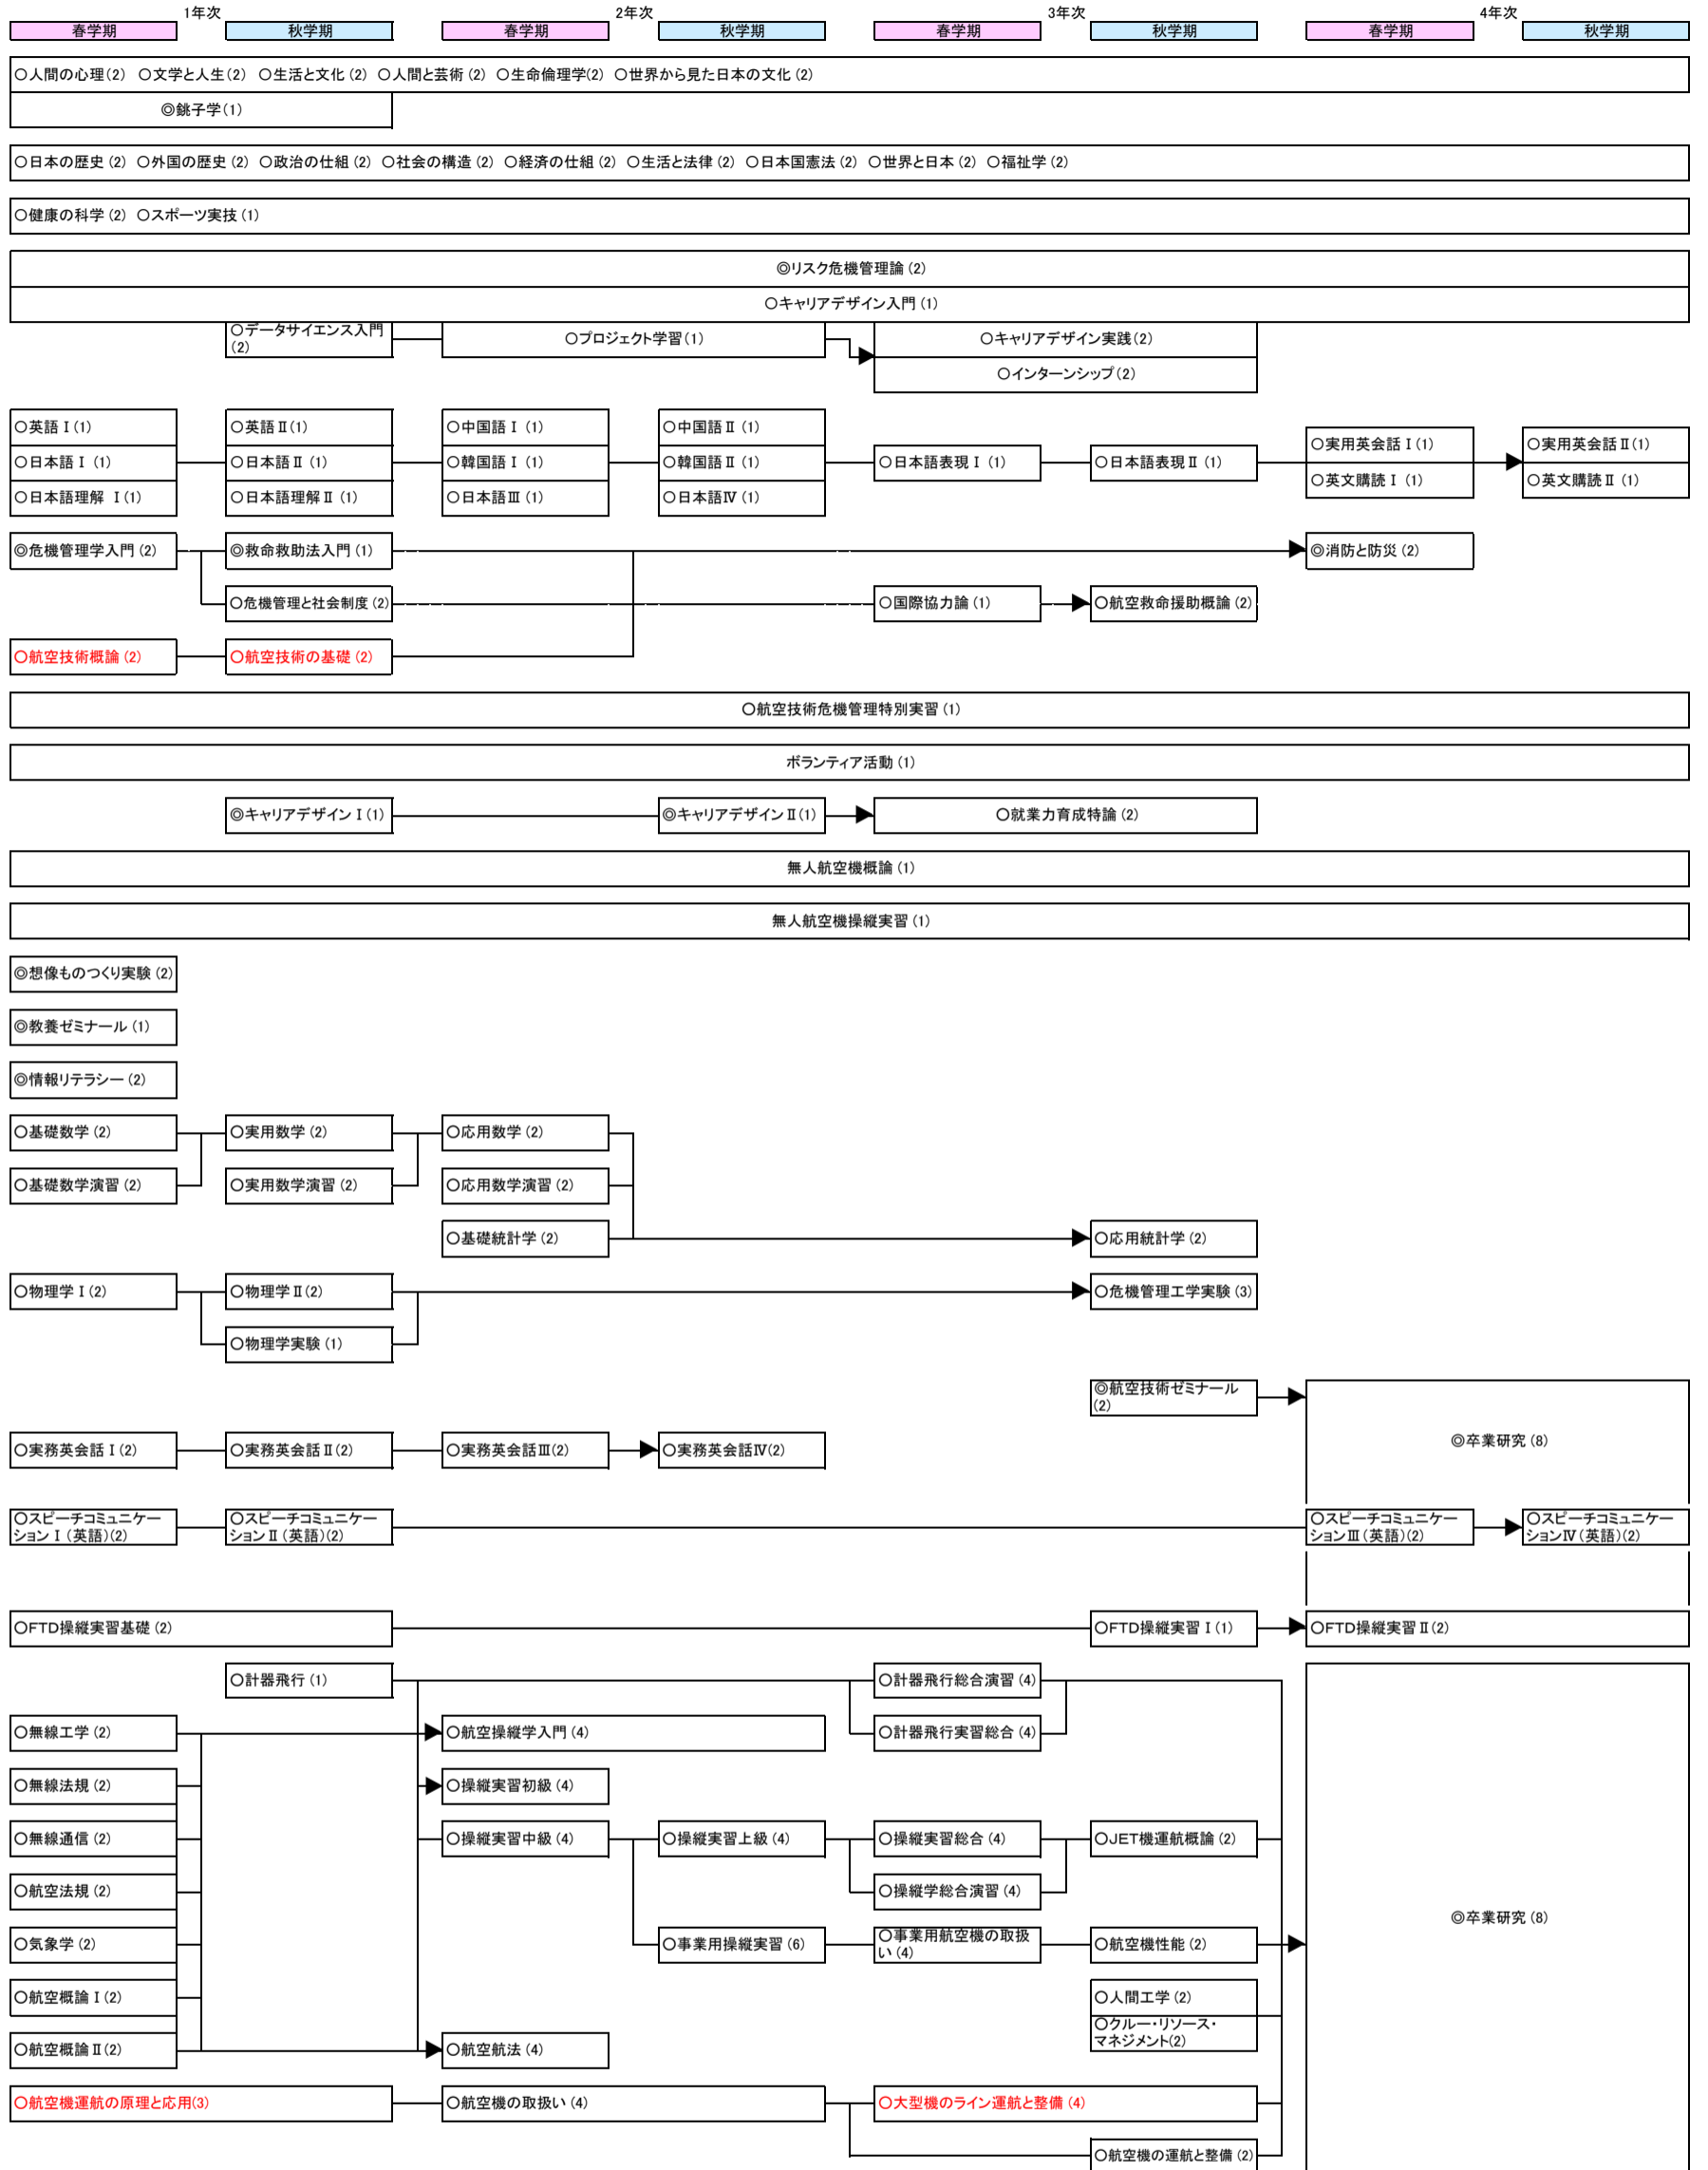 1年次 2年次 3年次 4年次
春学期 秋学期 春学期 秋学期 春学期 秋学期 春学期 秋学期
○人間の心理(2) ○文学と人生(2) ○生活と文化(2) ○人間と芸術(2) ○生命倫理学(2) ○世界から見た日本の文化(2)
◎銚子学(1)
○日本の歴史(2) ○外国の歴史(2) ○政治の仕組(2) ○社会の構造(2) ○経済の仕組(2) ○生活と法律(2) ○日本国憲法(2) ○世界と日本(2) ○福祉学(2)
○健康の科学(2) ○スポーツ実技(1)
◎リスク危機管理論(2)
○キャリアデザイン入門(1)
○データサイエンス入門
(2)
○プロジェクト学習(1)
○キャリアデザイン実践(2)
○インターンシップ(2)
○英語Ⅰ(1) ○英語Ⅱ(1) ○中国語Ⅰ(1) ○中国語Ⅱ(1)
○実用英会話Ⅰ(1) ○実用英会話Ⅱ(1)
○日本語Ⅰ(1) ○日本語Ⅱ(1) ○韓国語Ⅰ(1) ○韓国語Ⅱ(1) ○日本語表現Ⅰ(1) ○日本語表現Ⅱ(1)
○英文購読Ⅰ(1) ○英文購読Ⅱ(1)
○日本語理解 Ⅰ(1) ○日本語理解Ⅱ(1) ○日本語Ⅲ(1) ○日本語Ⅳ(1)
◎危機管理学入門(2) ◎救命救助法入門(1) ◎消防と防災(2)
○危機管理と社会制度(2) ○国際協力論(1) ○航空救命援助概論(2)
○航空技術概論(2) ○航空技術の基礎(2)
○航空技術危機管理特別実習(1)
ボランティア活動(1)
◎キャリアデザインⅠ(1) ◎キャリアデザインⅡ(1) ○就業力育成特論(2)
無人航空機概論(1)
無人航空機操縦実習(1)
◎想像ものつくり実験(2)
◎教養ゼミナール(1)
◎情報リテラシー(2)
○基礎数学(2) ○実用数学(2) ○応用数学(2)
○基礎数学演習(2) ○実用数学演習(2) ○応用数学演習(2)
○基礎統計学(2) ○応用統計学(2)
○物理学Ⅰ(2) ○物理学Ⅱ(2) ○危機管理工学実験(3)
○物理学実験(1)
◎航空技術ゼミナール
(2)
◎卒業研究(8)
○実務英会話Ⅰ(2) ○実務英会話Ⅱ(2) ○実務英会話Ⅲ(2) ○実務英会話Ⅳ(2)
○スピーチコミュニケー ○スピーチコミュニケー ○スピーチコミュニケー ○スピーチコミュニケー
ションⅠ(英語)(2) ションⅡ(英語)(2) ションⅢ(英語)(2) ションⅣ(英語)(2)
○FTD操縦実習基礎(2) ○FTD操縦実習Ⅰ(1) ○FTD操縦実習Ⅱ(2)
○計器飛行(1) ○計器飛行総合演習(4)
○無線工学(2) ○航空操縦学入門(4) ○計器飛行実習総合(4)
○無線法規(2) ○操縦実習初級(4)
○無線通信(2) ○操縦実習中級(4) ○操縦実習上級(4) ○操縦実習総合(4) ○JET機運航概論(2)
○航空法規(2) ○操縦学総合演習(4)
◎卒業研究(8)
○気象学(2) ○事業用操縦実習(6) ○事業用航空機の取扱
い(4)
○航空機性能(2)
○航空概論Ⅰ(2) ○人間工学(2)
○クルー・リソース・
マネジメント(2)
○航空概論Ⅱ(2) ○航空航法(4)
○航空機運航の原理と応用(3) ○航空機の取扱い(4) ○大型機のライン運航と整備(4)
○航空機の運航と整備(2)